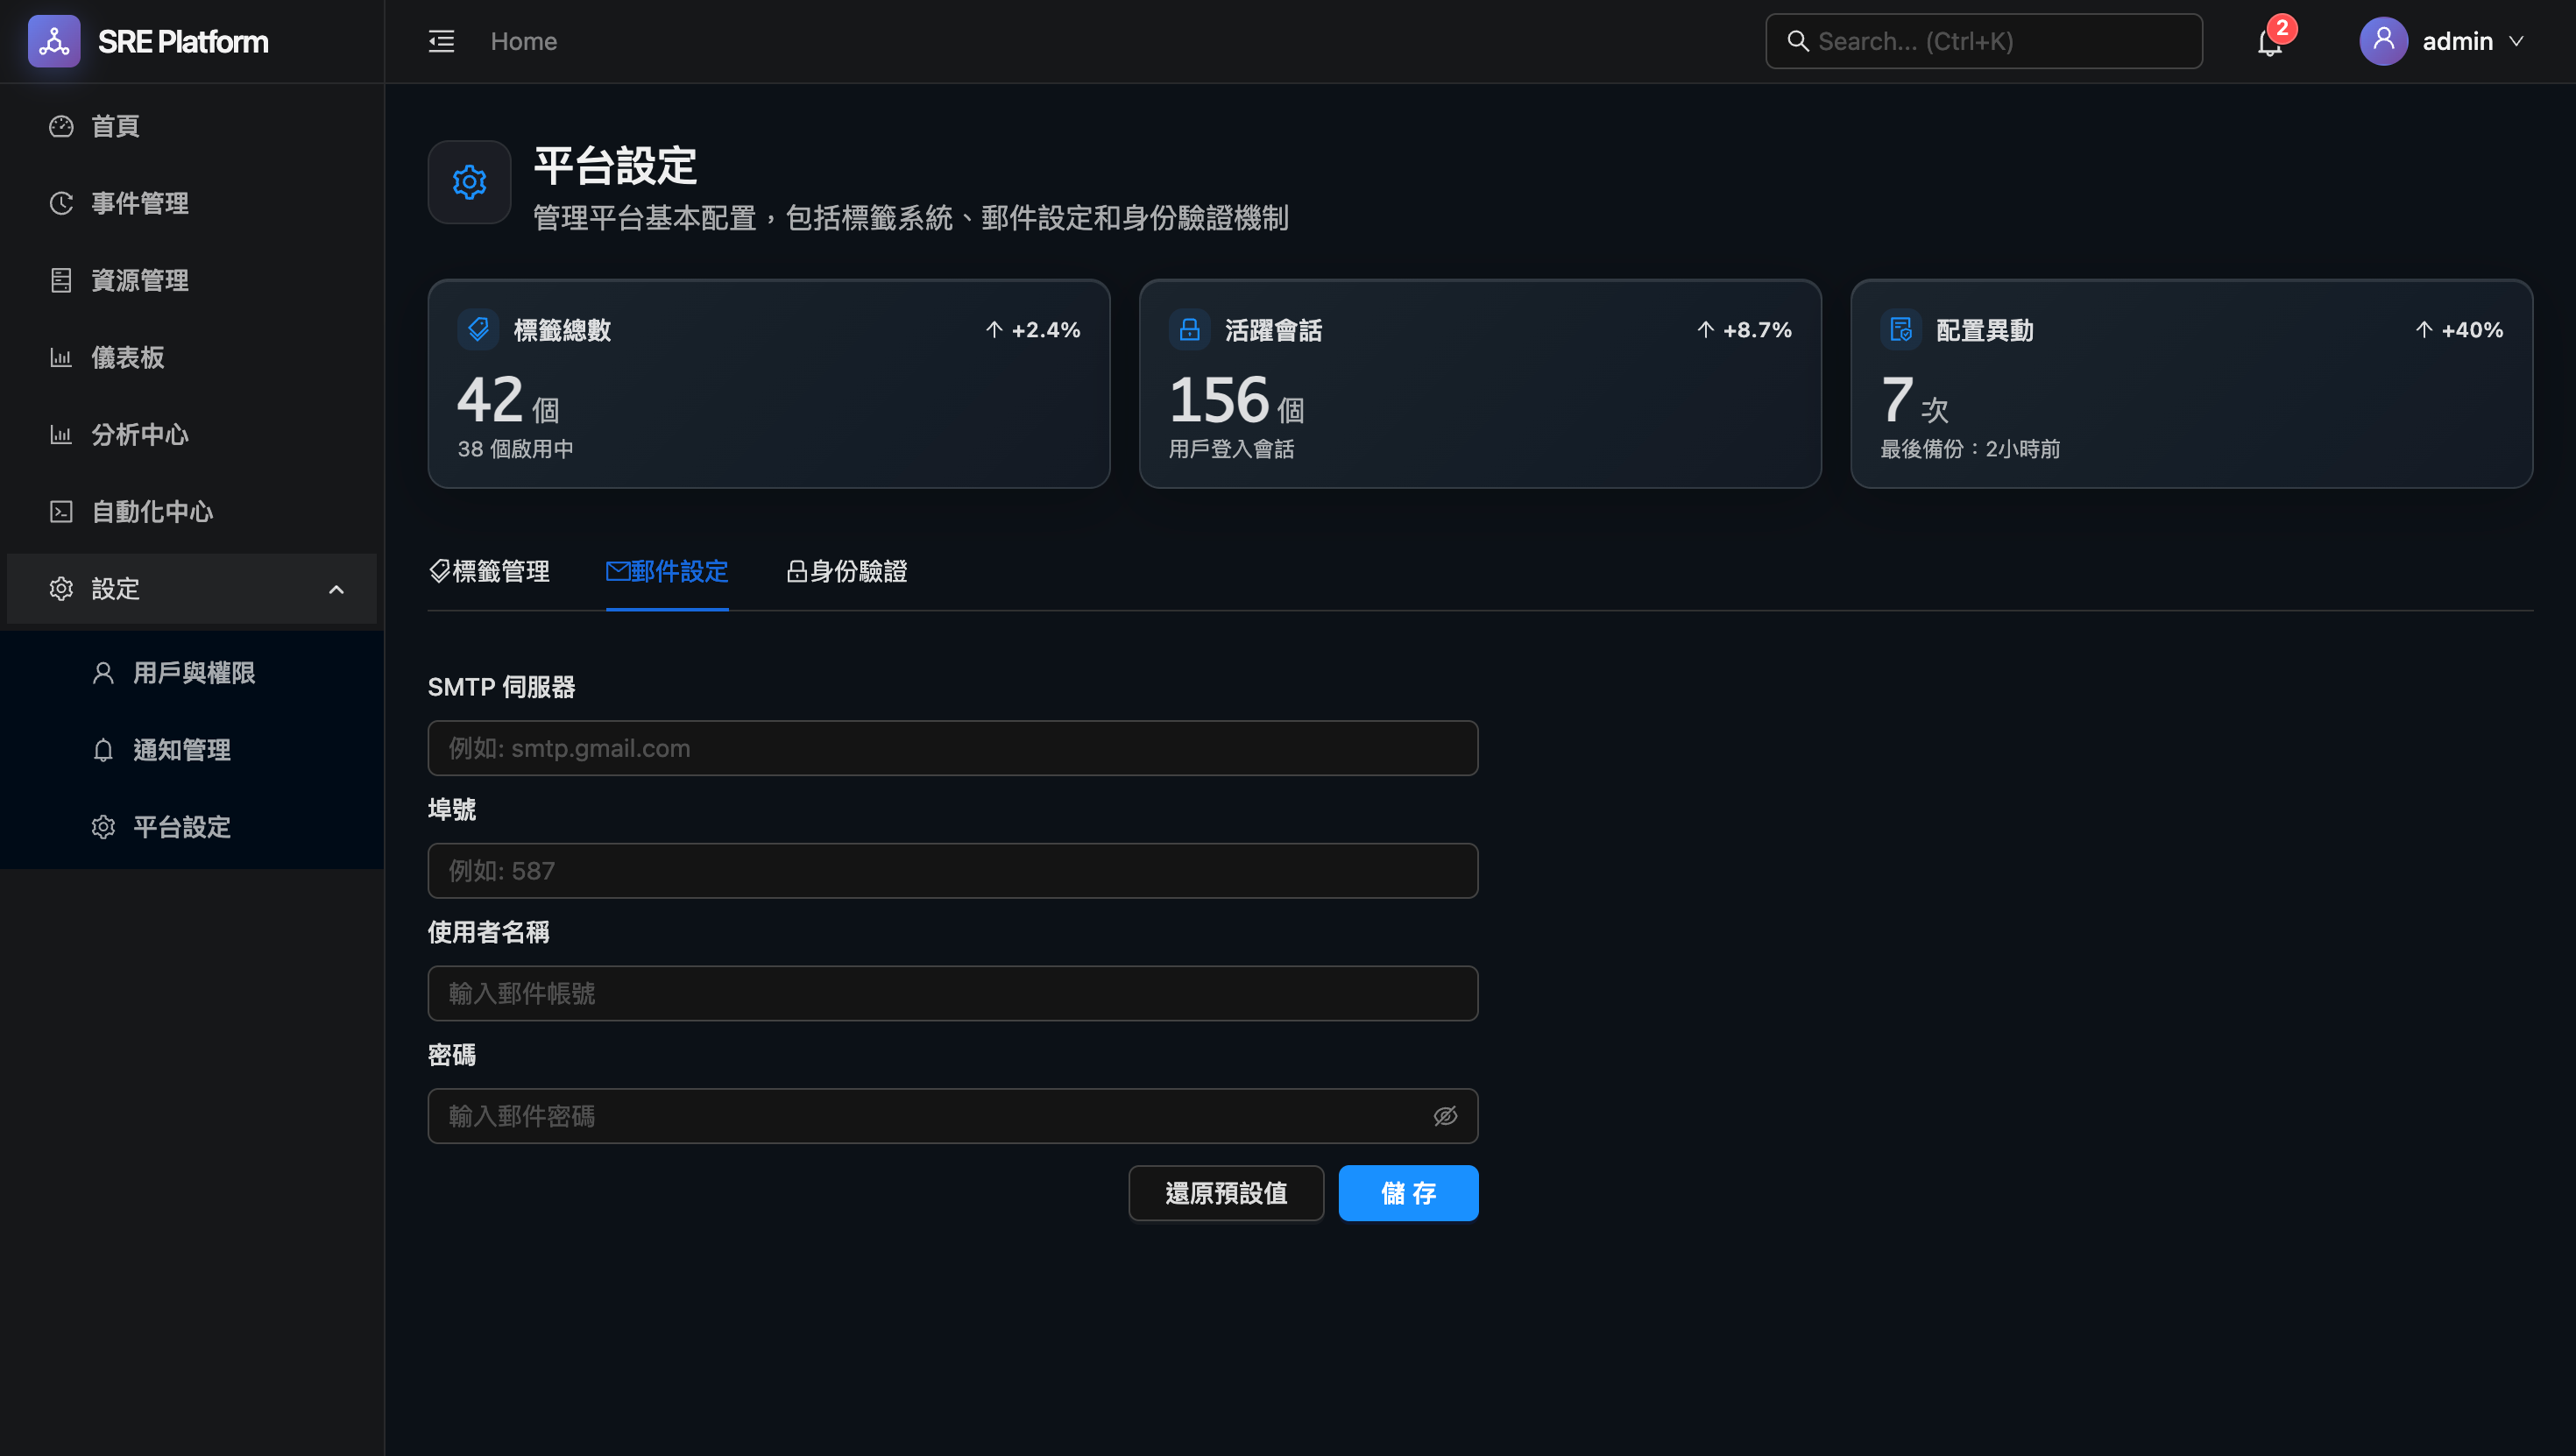 SRE Platform
Home
Search... (Ctrl+K)
2
admin
首頁
事件管理
資源管理
儀表板
分析中心
自動化中心
設定
用戶與權限
通知管理
平台設定
平台設定
管理平台基本配置，包括標籤系統、郵件設定和身份驗證機制
標籤總數
+2.4%
42 個
38 個啟用中
活躍會話
+8.7%
156 個
用戶登入會話
配置異動
+40%
7 次
最後備份：2小時前
標籤管理
郵件設定
身份驗證
SMTP 伺服器
例如: smtp.gmail.com
埠號
例如: 587
使用者名稱
輸入郵件帳號
密碼
輸入郵件密碼
還原預設值
儲 存